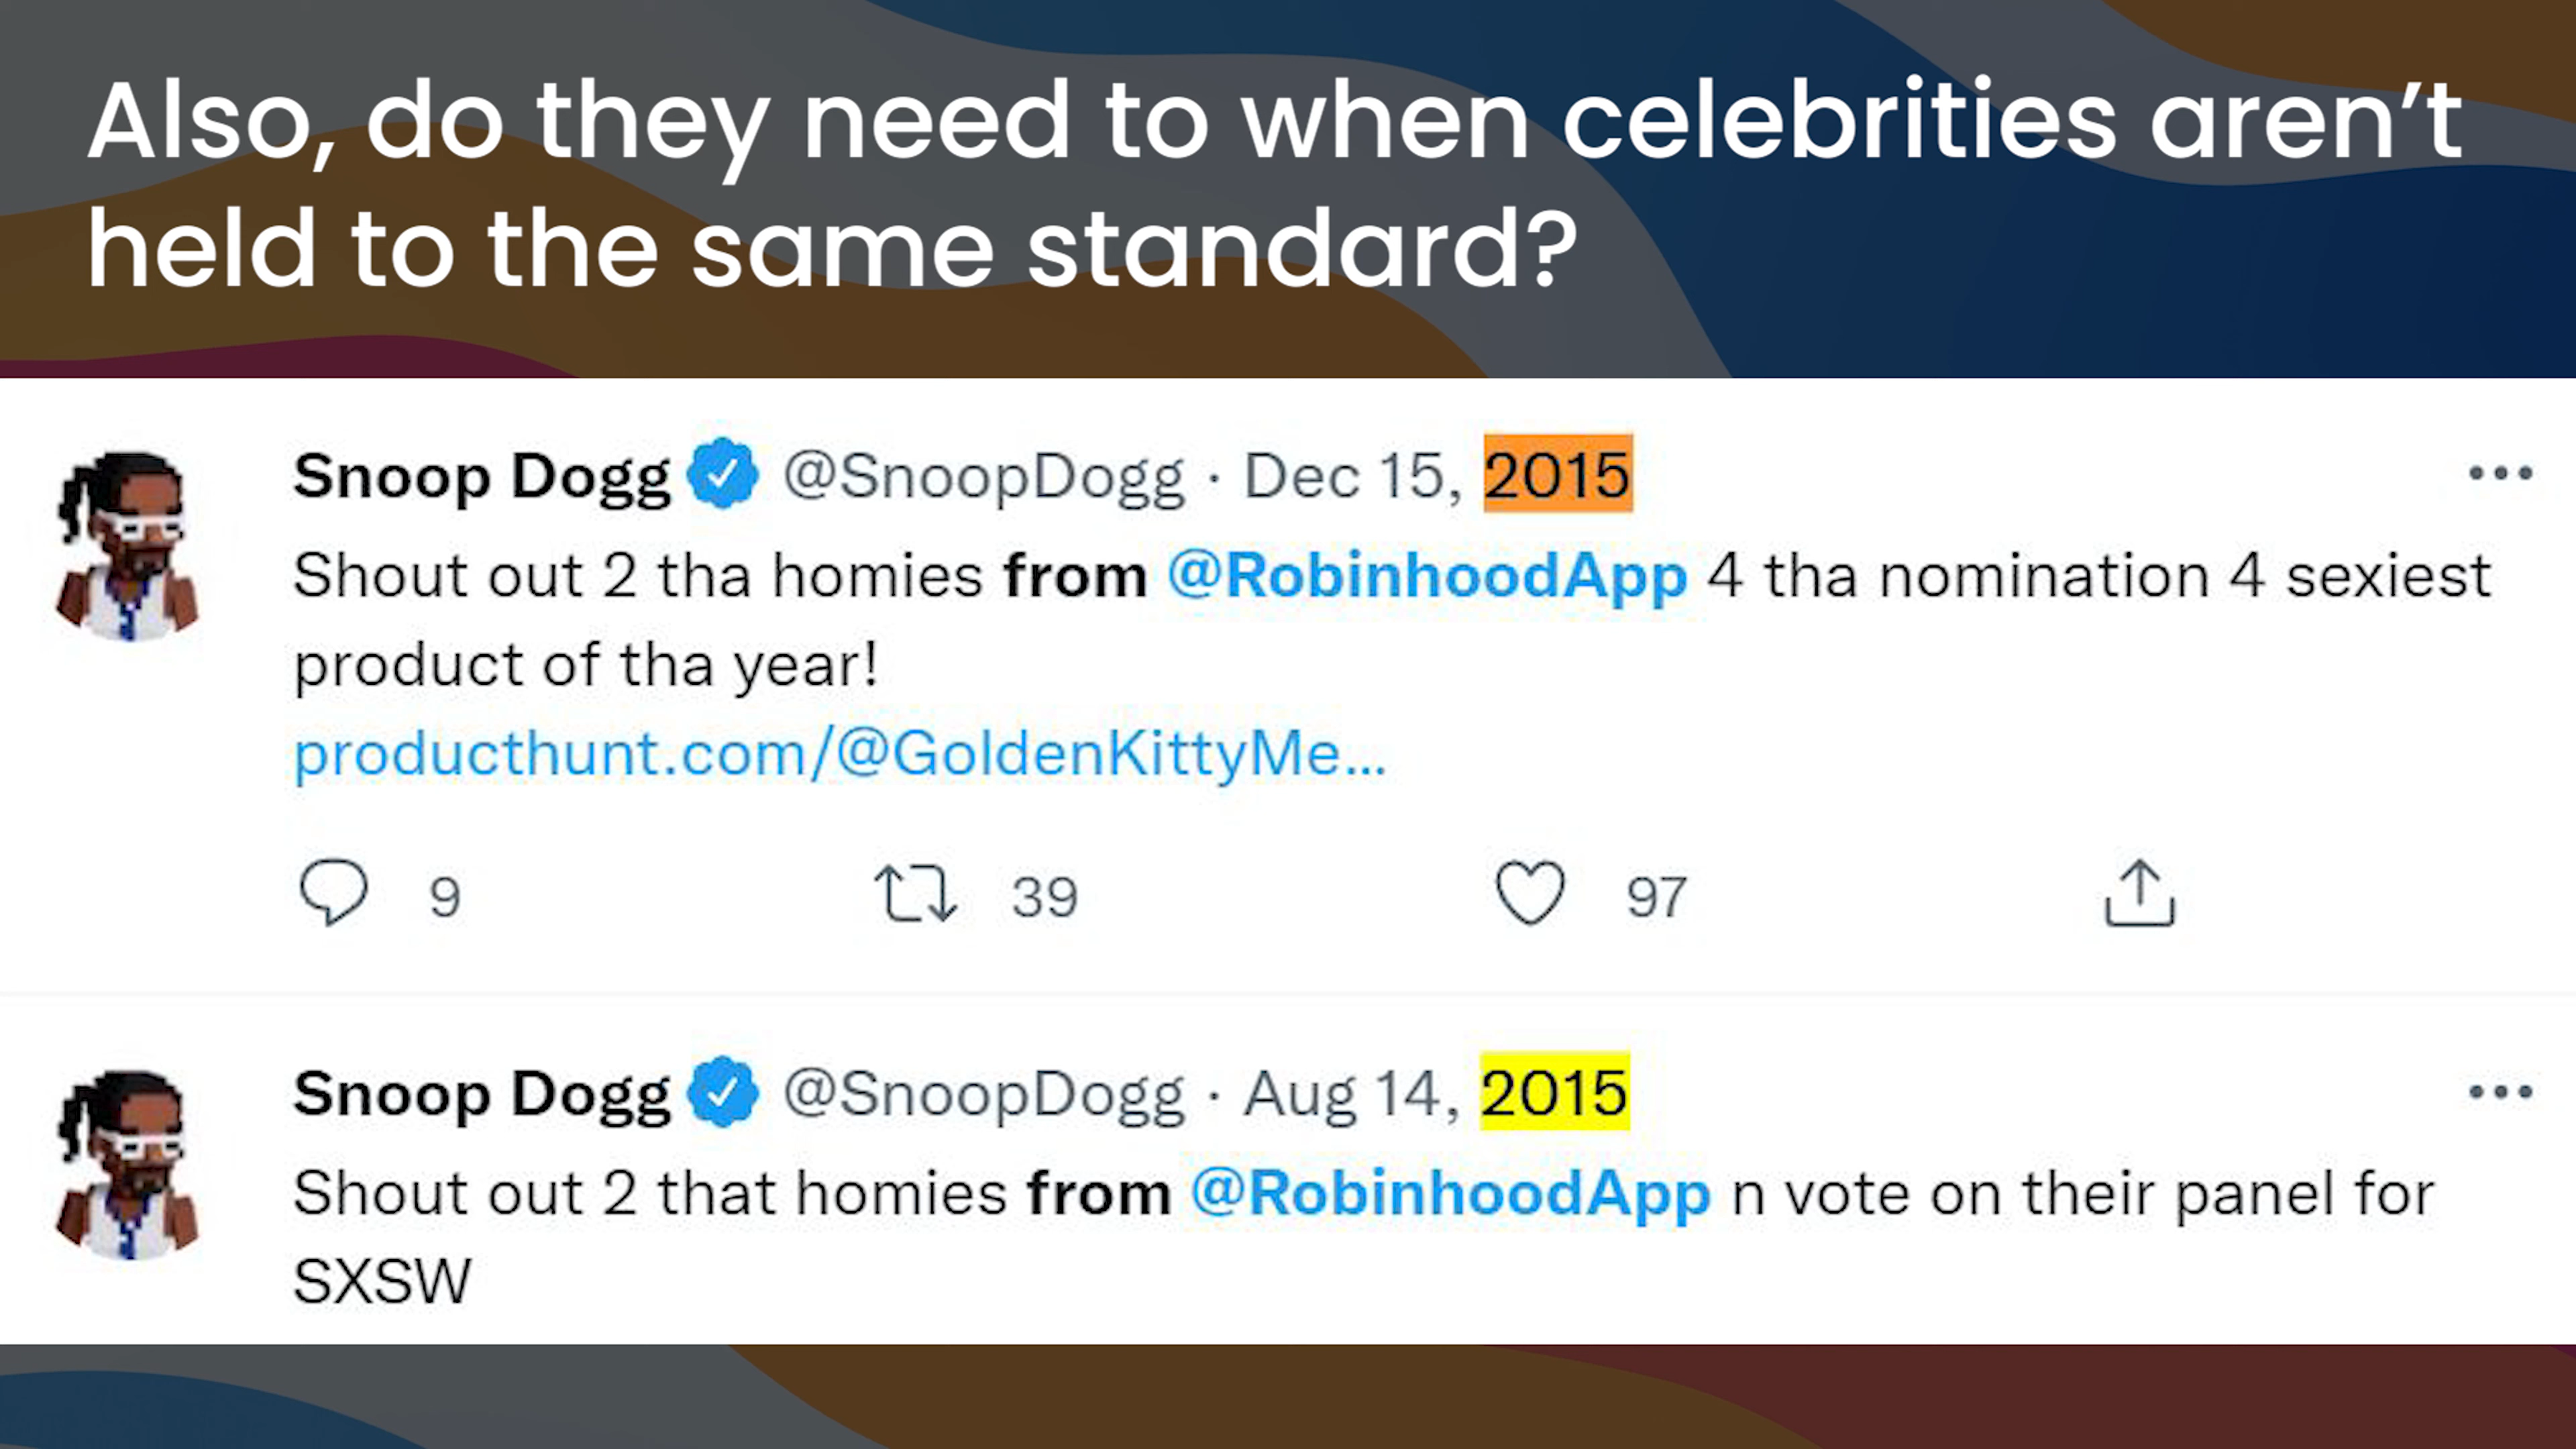 Also, do they need to when celebrities aren’t
held to the same standard?
Snoop Dogg @SnoopDogg · Dec 15, 2015
Shout out 2 tha homies from @RobinhoodApp 4 tha nomination 4 sexiest
product of tha year!
producthunt.com/@GoldenKittyMe...
9 39 97
Snoop Dogg @SnoopDogg · Aug 14, 2015
Shout out 2 that homies from @RobinhoodApp n vote on their panel for
SXSW